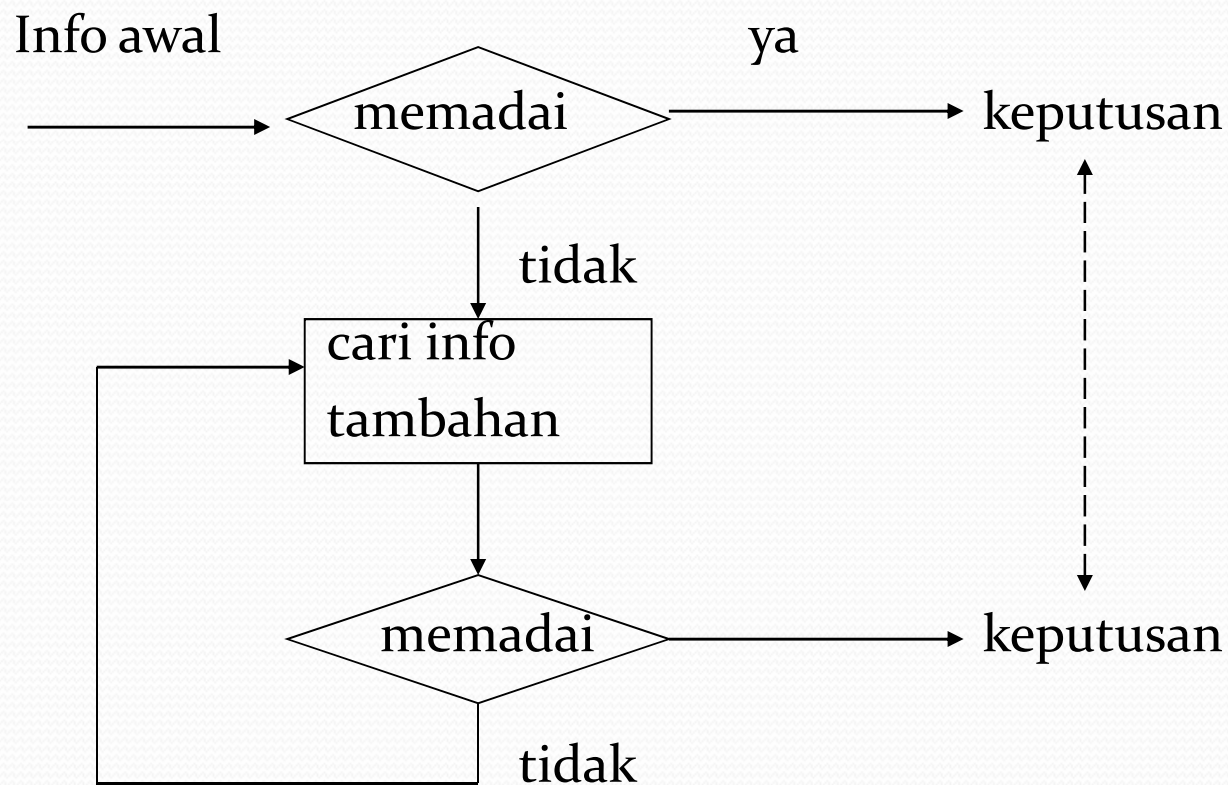 Info awal
ya
memadai
keputusan
tidak
cari info
tambahan
memadai
keputusan
tidak